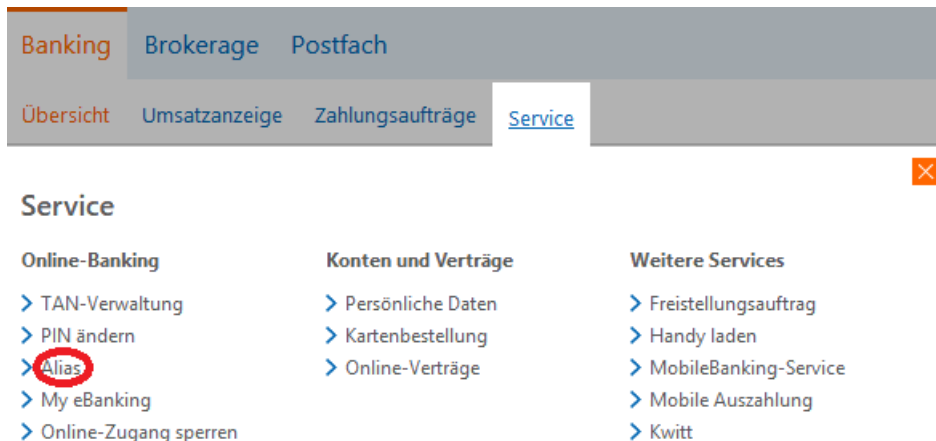 Banking Brokerage Postfach
Übersicht Umsatzanzeige Zahlungsaufträge Service
Service
Online-Banking
TAN-Verwaltung
PIN ändern
Alias
My eBanking
Online-Zugang sperren
Konten und Verträge
Persönliche Daten
Kartenbestellung
Online-Verträge
Weitere Services
Freistellungsauftrag
Handy laden
MobileBanking-Service
Mobile Auszahlung
Kwitt